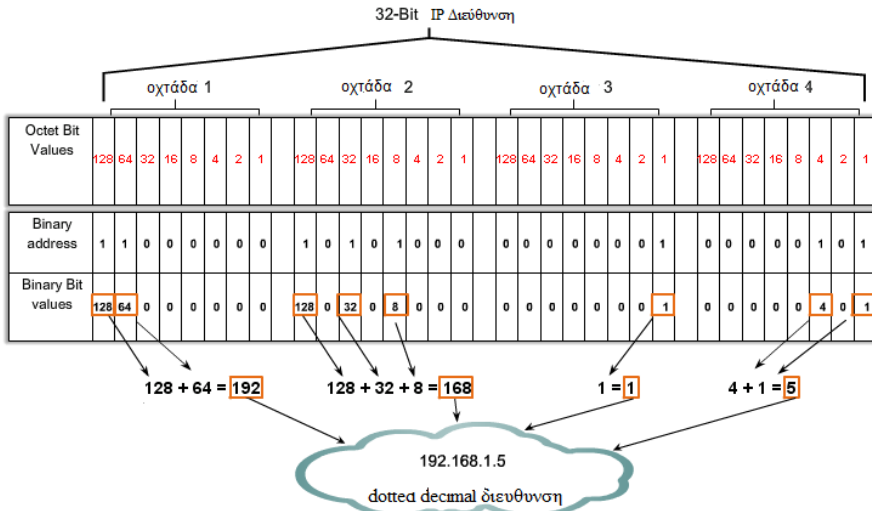 32-Bit IP Διεύθυνση
οχτάδα 1 οχτάδα 2 οχτάδα 3 οχτάδα 4
Octet Bit
Values
128 64 32 16 8 4 2 1 128 64 32 16 8 4 2 1 128 64 32 16 8 4 2 1 128 64 32 16 8 4 2 1
Binary
address
1 1 0 0 0 0 0 0 1 0 1 0 1 0 0 0 0 0 0 0 0 0 0 1 0 0 0 0 0 1 0 1
Binary Bit
values
128 64 0 0 0 0 0 0 128 0 32 0 8 0 0 0 0 0 0 0 0 0 0 1 0 0 0 0 0 4 0 1
128 + 64 = 192 128 + 32 + 8 = 168 1 = 1 4 + 1 = 5
192.168.1.5
dotted decimal διευθυνση